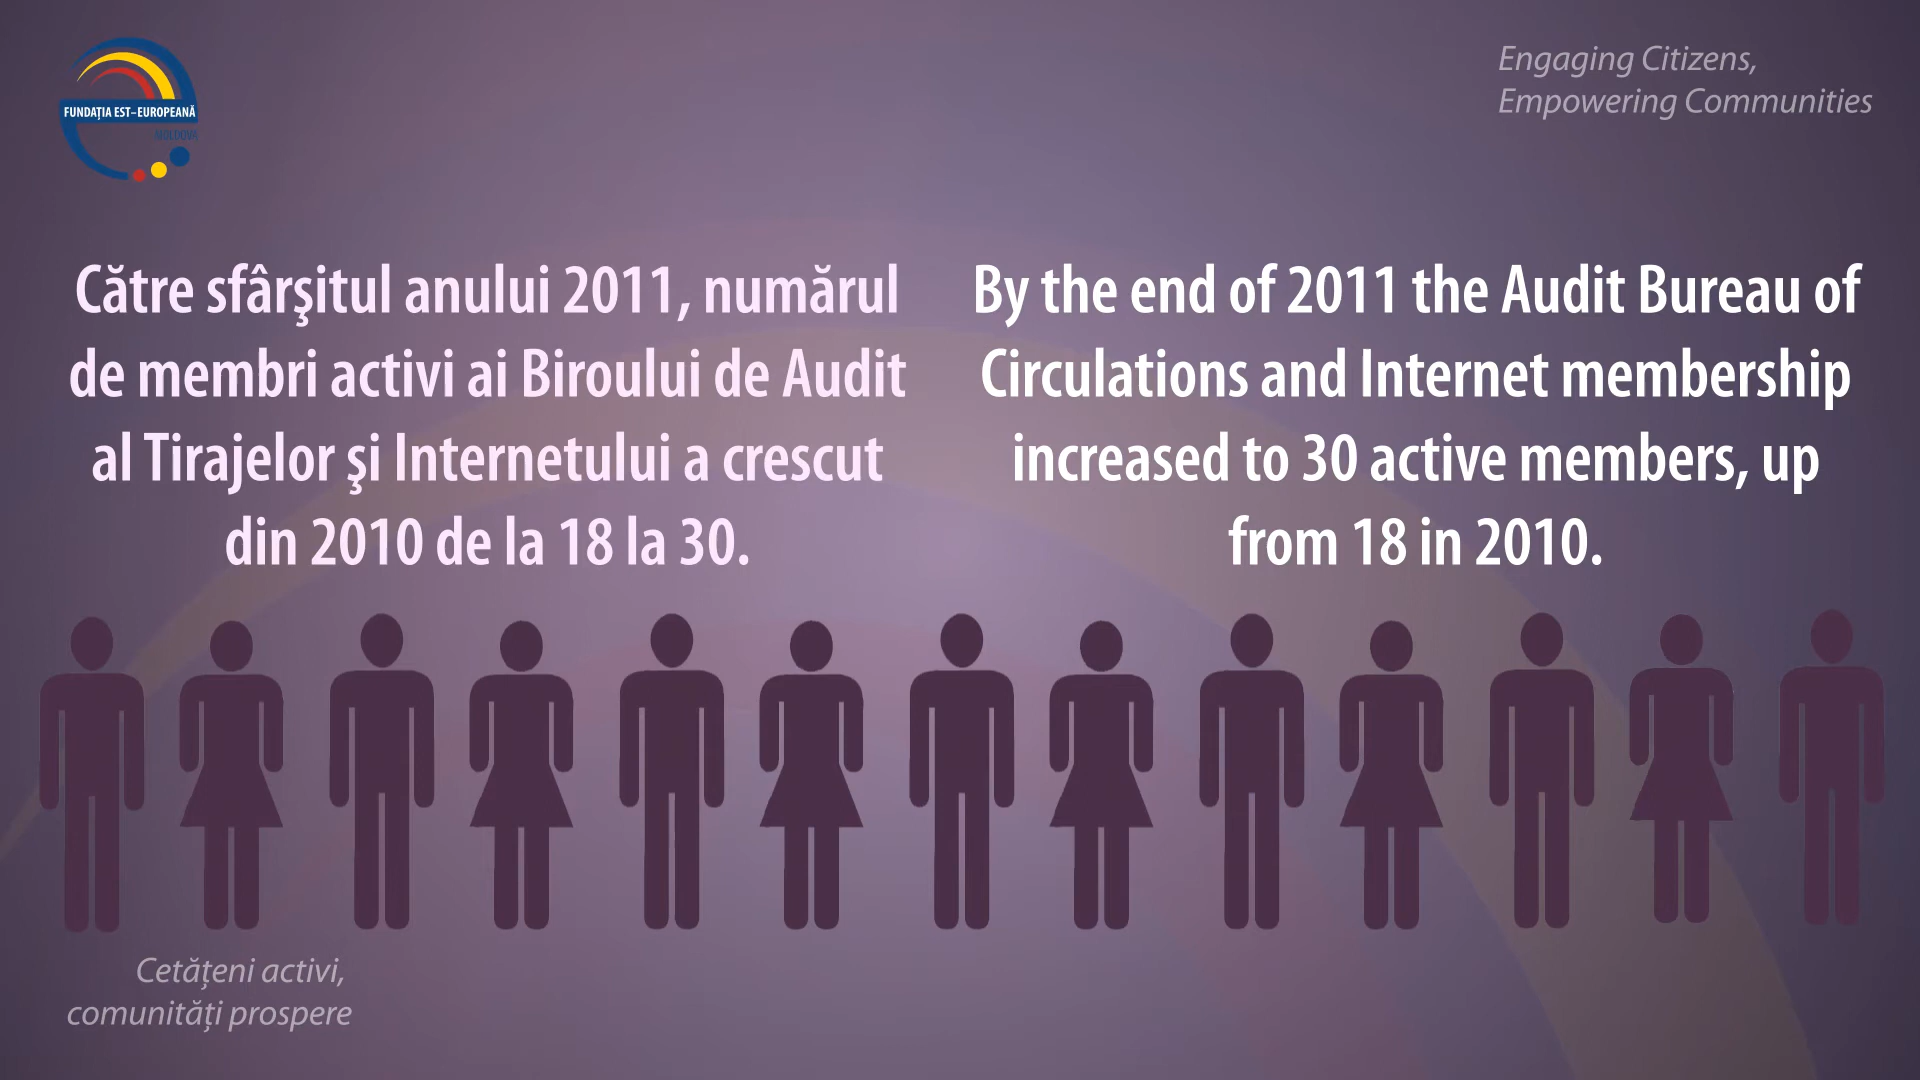 FUNDAȚIA EST-EUROPEANĂ
MOLDOVA
Engaging Citizens,
Empowering Communities
Către sfârşitul anului 2011, numărul
de membri activi ai Biroului de Audit
al Tirajelor şi Internetului a crescut
din 2010 de la 18 la 30.
By the end of 2011 the Audit Bureau of
Circulations and Internet membership
increased to 30 active members, up
from 18 in 2010.
Cetățeni activi,
comunități prospere